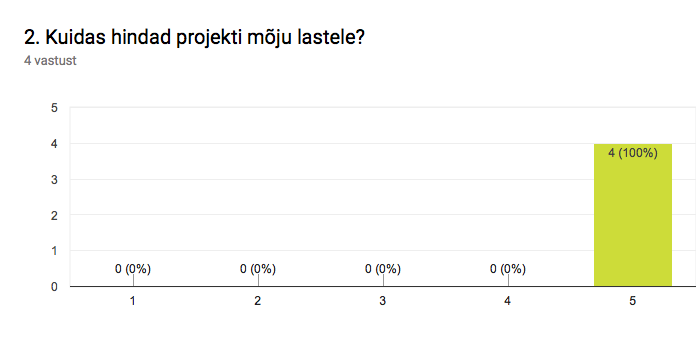 2. Kuidas hindad projekti mõju lastele?
4 vastust
5
4
3
2
1
0
0 (0%) 0 (0%) 0 (0%) 0 (0%) 4 (100%)
1 2 3 4 5